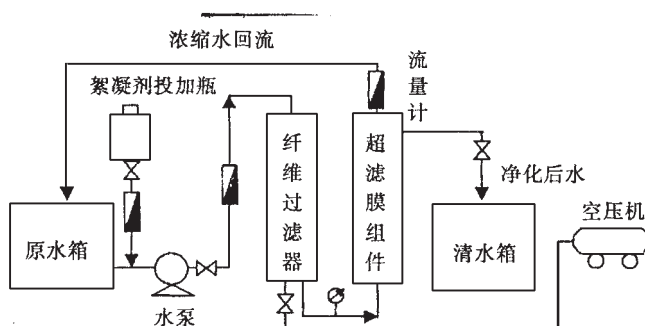 浓缩水回流
絮凝剂投加瓶
流量计
纤维过滤器
超滤膜组件
净化后水
空压机
原水箱
清水箱
水泵